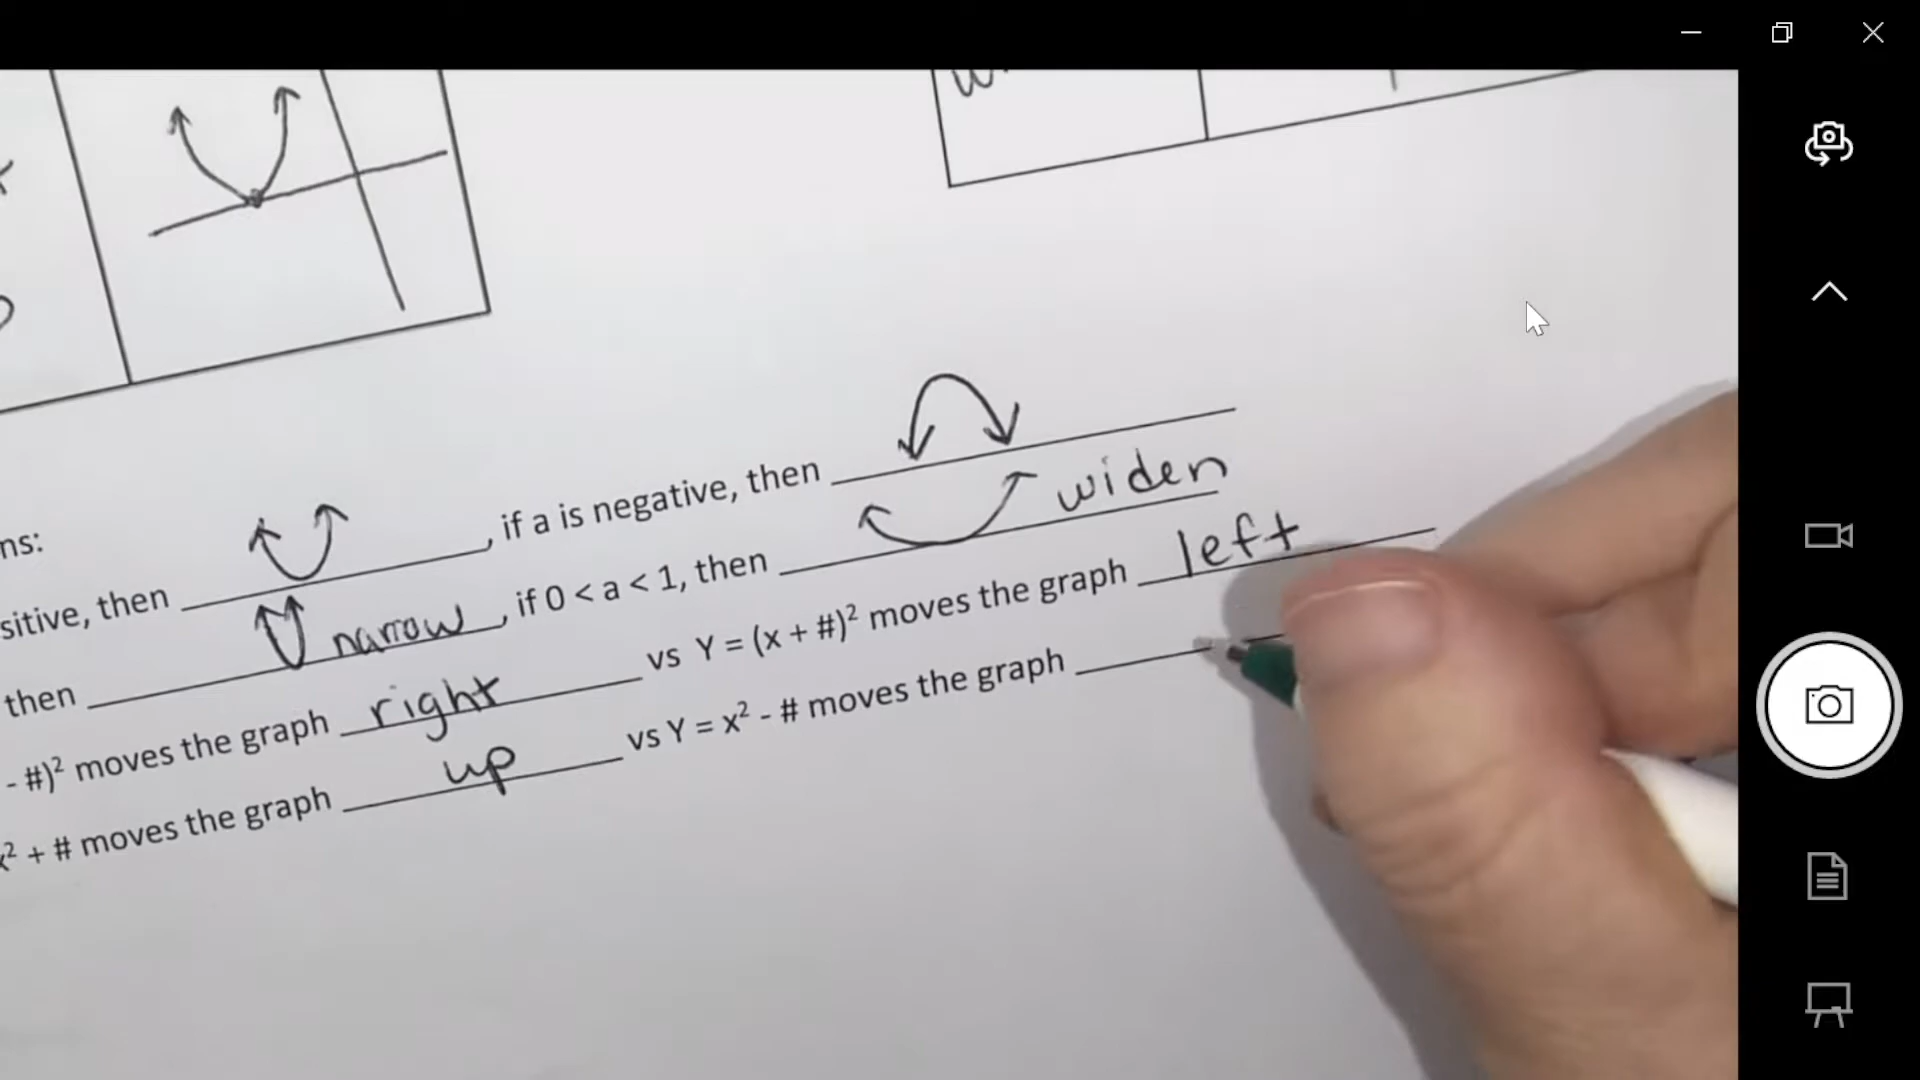 ns:
sitive, then , if a is negative, then
then narrow , if 0 < a < 1, then widen
- #)² moves the graph right vs Y = (x + #)² moves the graph left
x² + # moves the graph up vs Y = x² - # moves the graph